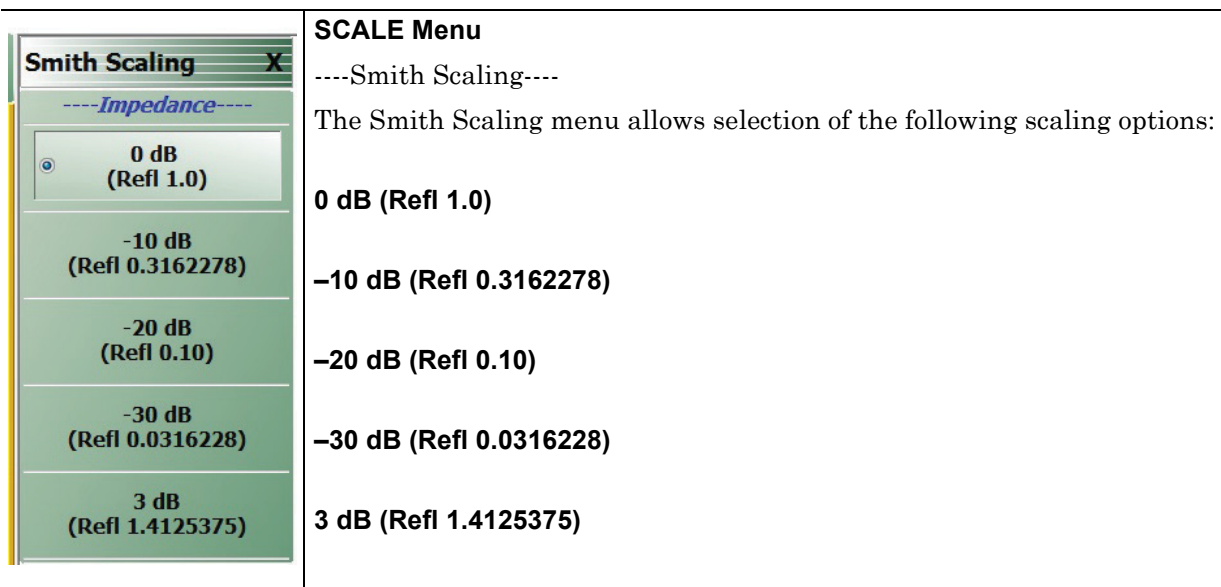 Smith Scaling X
----Impedance----
0 dB
(Refl 1.0)
-10 dB
(Refl 0.3162278)
-20 dB
(Refl 0.10)
-30 dB
(Refl 0.0316228)
3 dB
(Refl 1.4125375)
SCALE Menu
----Smith Scaling----
The Smith Scaling menu allows selection of the following scaling options:
0 dB (Refl 1.0)
–10 dB (Refl 0.3162278)
–20 dB (Refl 0.10)
–30 dB (Refl 0.0316228)
3 dB (Refl 1.4125375)